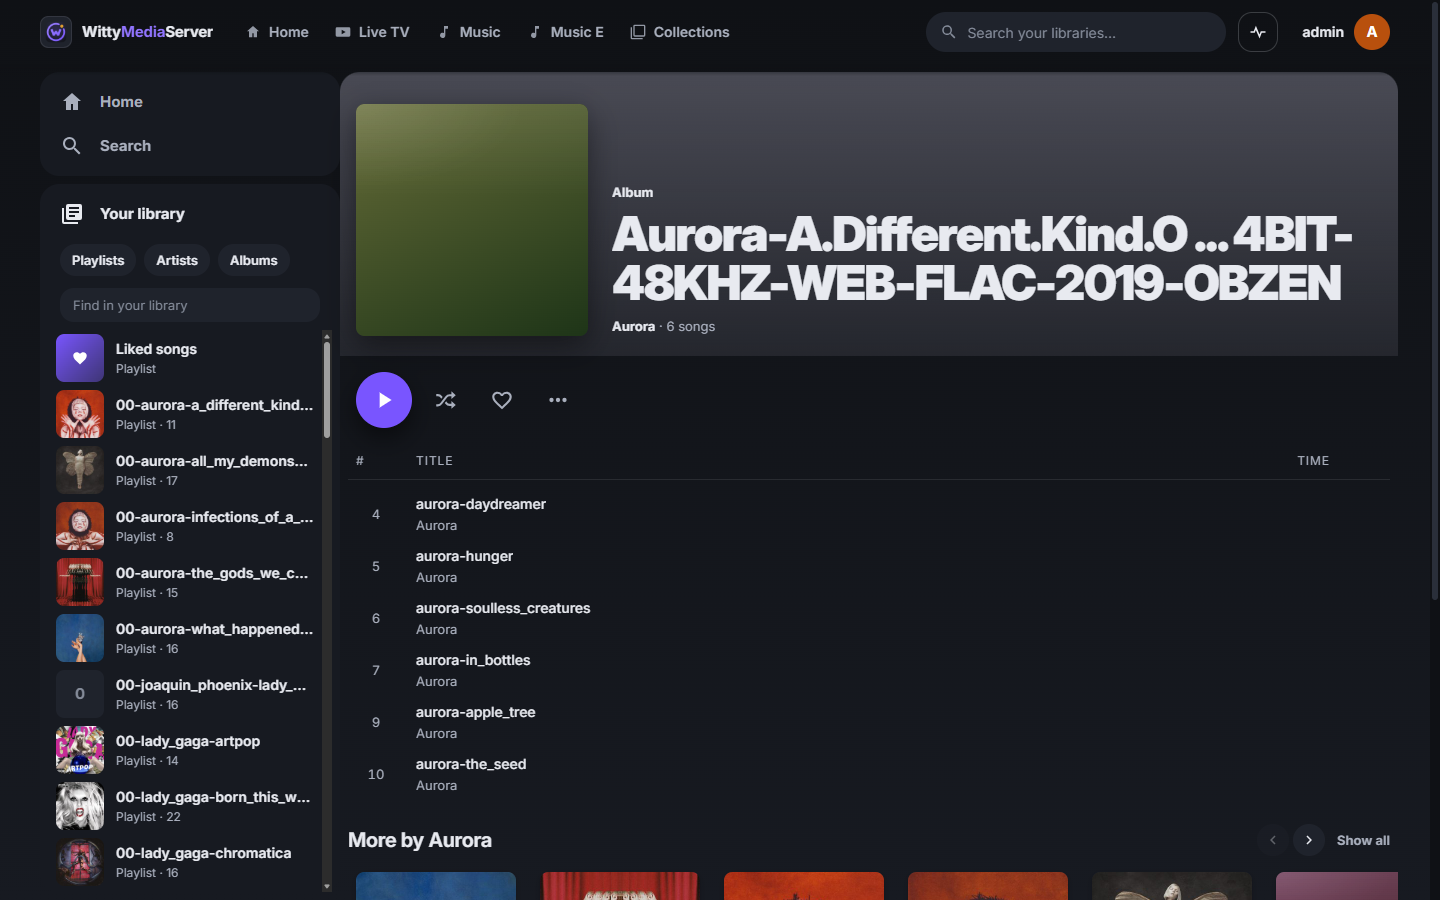 WittyMediaServer
Home
Live TV
Music
Music E
Collections
Search your libraries...
admin
A
Home
Search
Your library
Playlists
Artists
Albums
Find in your library
Liked songs
Playlist
00-aurora-a_different_kind...
Playlist · 11
00-aurora-all_my_demons...
Playlist · 17
00-aurora-infections_of_a_...
Playlist · 8
00-aurora-the_gods_we_c...
Playlist · 15
00-aurora-what_happened...
Playlist · 16
0
00-joaquin_phoenix-lady_...
Playlist · 16
00-lady_gaga-artpop
Playlist · 14
00-lady_gaga-born_this_w...
Playlist · 22
00-lady_gaga-chromatica
Playlist · 16
Album
Aurora-A.Different.Kind.O ... 4BIT-
48KHZ-WEB-FLAC-2019-OBZEN
Aurora · 6 songs
# TITLE TIME
4 aurora-daydreamer
Aurora
5 aurora-hunger
Aurora
6 aurora-soulless_creatures
Aurora
7 aurora-in_bottles
Aurora
9 aurora-apple_tree
Aurora
10 aurora-the_seed
Aurora
More by Aurora
Show all